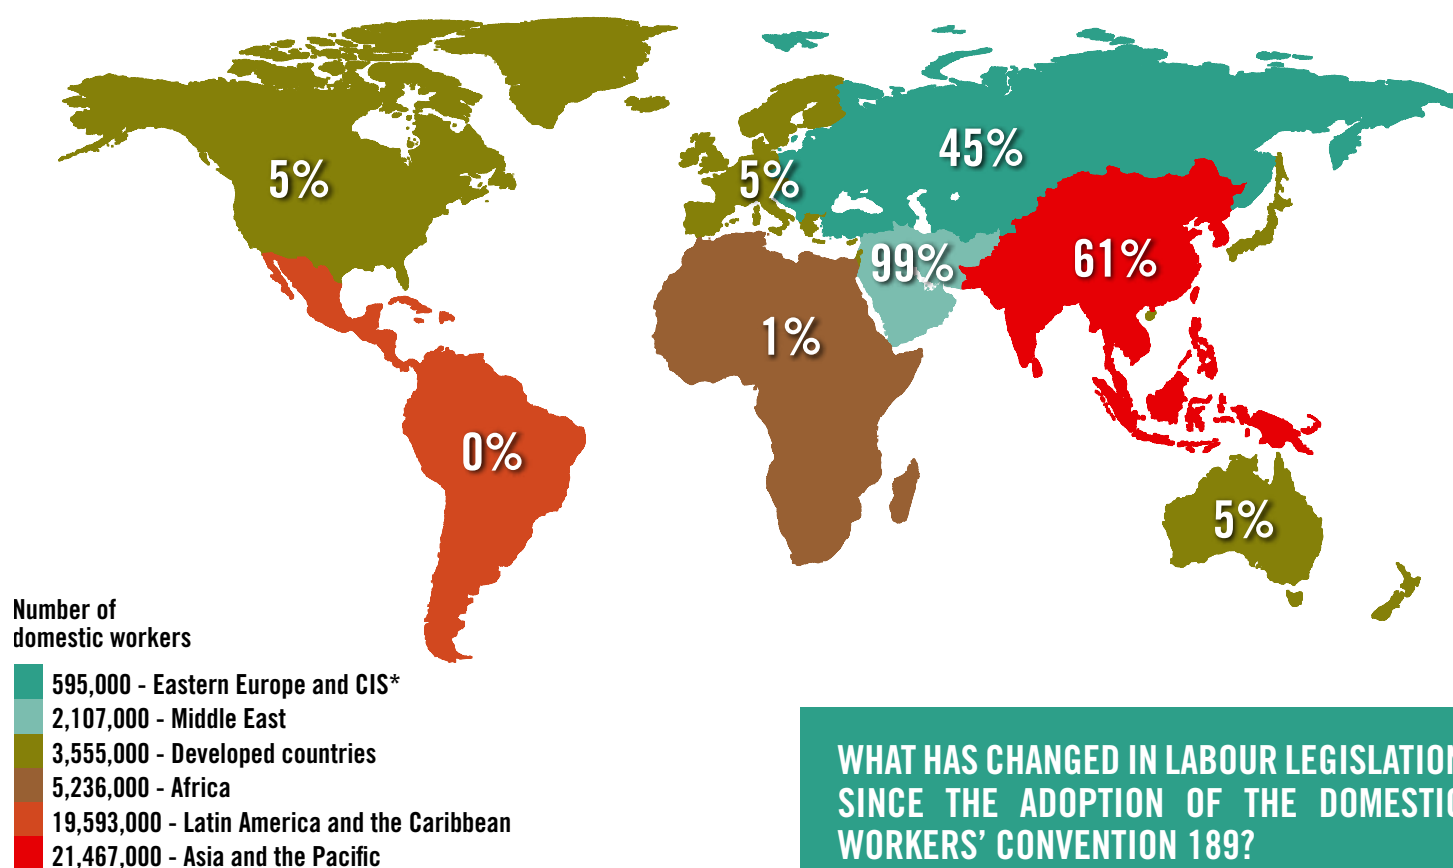 45%
5%
5%
99%
61%
1%
0%
5%
Number of
domestic workers
595,000 - Eastern Europe and CIS*
2,107,000 - Middle East
3,555,000 - Developed countries
5,236,000 - Africa
19,593,000 - Latin America and the Caribbean
21,467,000 - Asia and the Pacific
WHAT HAS CHANGED IN LABOUR LEGISLATION
SINCE THE ADOPTION OF THE DOMESTIC
WORKERS’ CONVENTION 189?